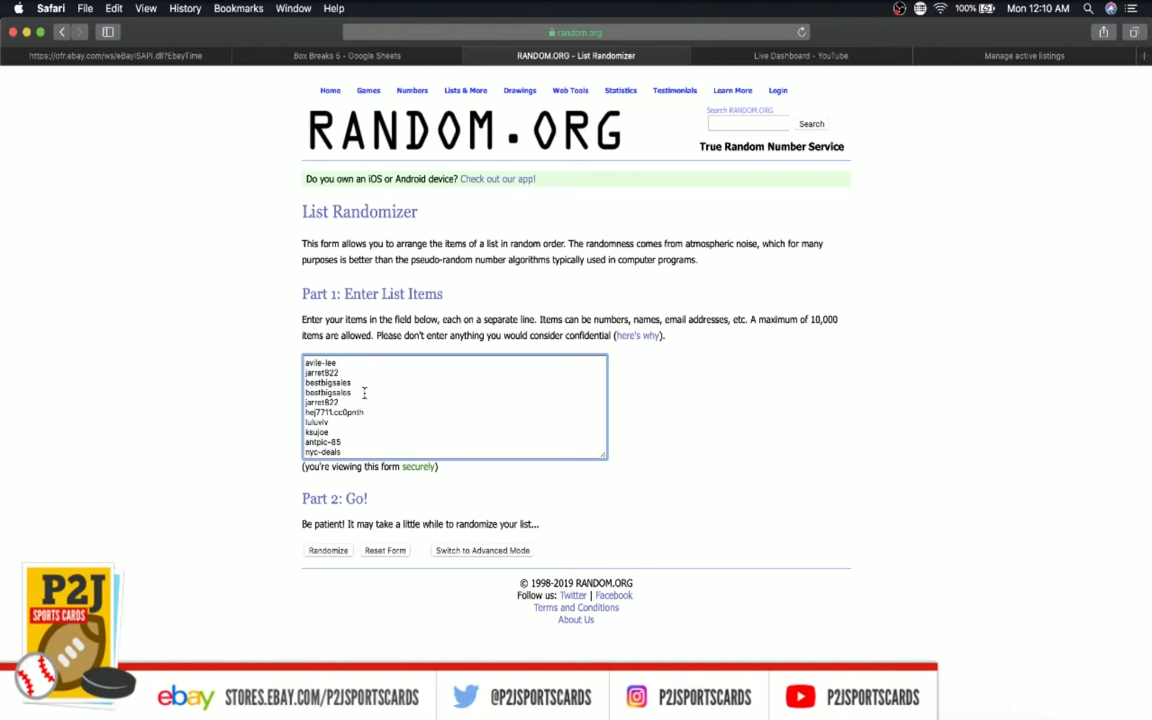 Safari File Edit View History Bookmarks Window Help 100% Mon 12:10 AM
random.org
https://ofr.ebay.com/ws/eBayISAPI.dll?EbayTime Box Breaks 5 - Google Sheets RANDOM.ORG - List Randomizer Live Dashboard - YouTube Manage active listings
Home Games Numbers Lists & More Drawings Web Tools Statistics Testimonials Learn More Login
RANDOM.ORG
Search RANDOM.ORG
Search
True Random Number Service
Do you own an iOS or Android device? Check out our app!
List Randomizer
This form allows you to arrange the items of a list in random order. The randomness comes from atmospheric noise, which for many
purposes is better than the pseudo-random number algorithms typically used in computer programs.
Part 1: Enter List Items
Enter your items in the field below, each on a separate line. Items can be numbers, names, email addresses, etc. A maximum of 10,000
items are allowed. Please don't enter anything you would consider confidential (here's why).
avile-lee
jarret822
bestbigsales
bestbigsales
jarret822
hej7711.cc0pnth
luluviv
ksujoe
antpic-65
nyc-deals
(you're viewing this form securely)
Part 2: Go!
Be patient! It may take a little while to randomize your list...
Randomize Reset Form Switch to Advanced Mode
© 1998-2019 RANDOM.ORG
Follow us: Twitter | Facebook
Terms and Conditions
About Us
P2J
SPORTS CARDS
ebay STORES.EBAY.COM/P2JSPORTSCARDS @P2JSPORTSCARDS P2JSPORTSCARDS P2JSPORTSCARDS